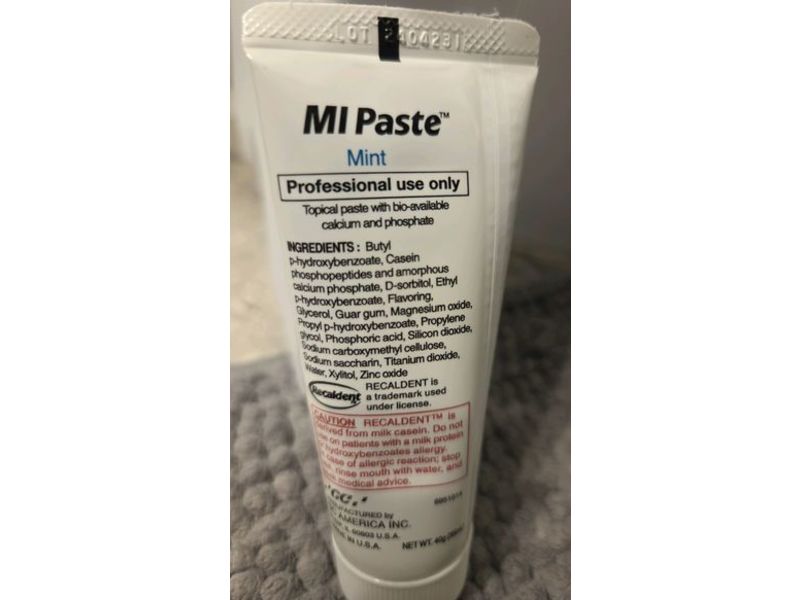 LOT 2404231
MI Paste™
Mint
Professional use only
Topical paste with bio-available
calcium and phosphate
INGREDIENTS : Butyl
p-hydroxybenzoate, Casein
phosphopeptides and amorphous
calcium phosphate, D-sorbitol, Ethyl
p-hydroxybenzoate, Flavoring,
Glycerol, Guar gum, Magnesium oxide,
Propyl p-hydroxybenzoate, Propylene
glycol, Phosphoric acid, Silicon dioxide,
Sodium carboxymethyl cellulose,
Sodium saccharin, Titanium dioxide,
Water, Xylitol, Zinc oxide
Recaldent
RECALDENT is
a trademark used
under license.
CAUTION RECALDENT™ is
derived from milk casein. Do not
use on patients with a milk protein
hydroxybenzoates allergy.
case of allergic reaction; stop
rinse mouth with water, and
medical advice.
GC
MANUFACTURED by
AMERICA INC.
60803 U.S.A.
IN U.S.A.
NET WT. 40g